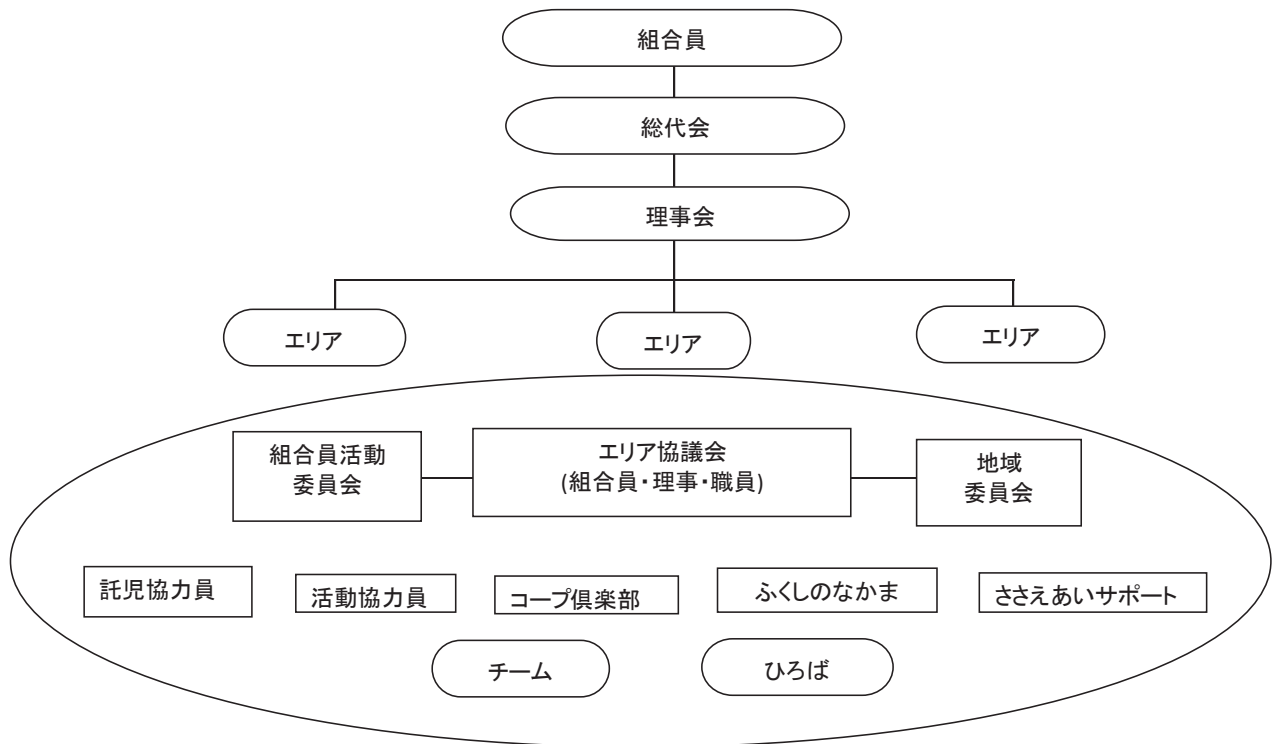 組合員
総代会
理事会
エリア
エリア
エリア
組合員活動
委員会
エリア協議会
(組合員・理事・職員)
地域
委員会
託児協力員
活動協力員
コープ倶楽部
ふくしのなかま
ささえあいサポート
チーム
ひろば